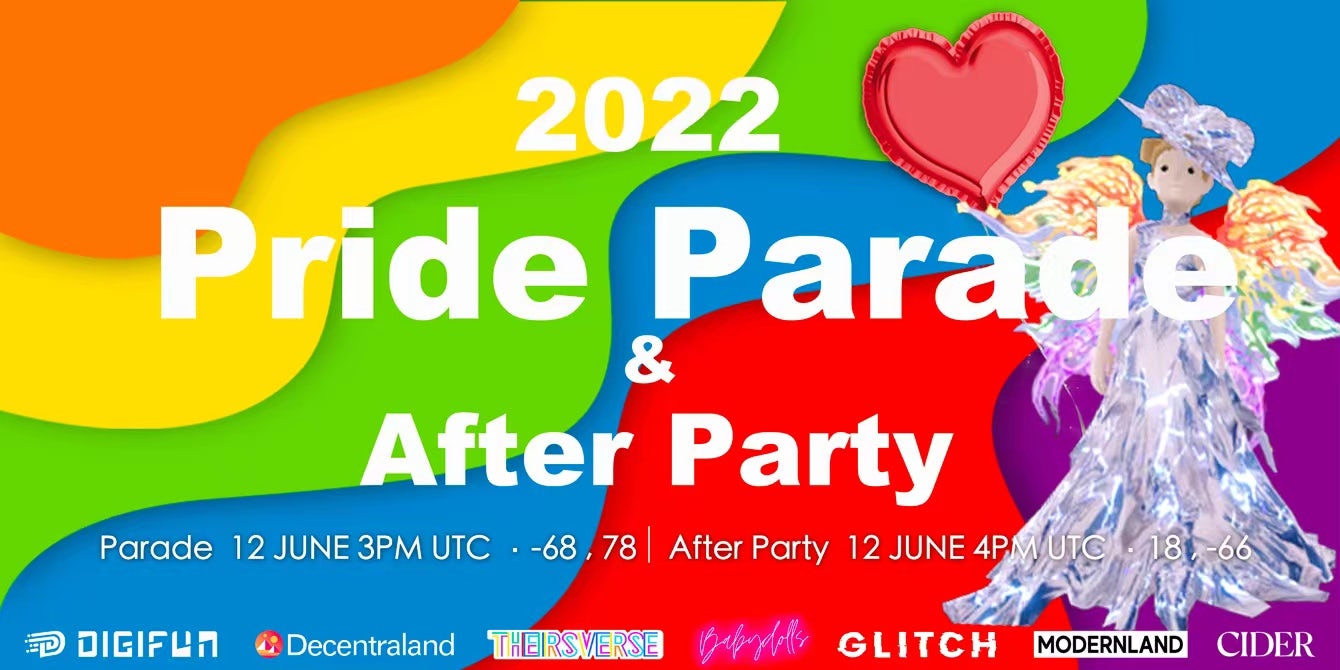 2022
Pride Parade
&
After Party
Parade 12 JUNE 3PM UTC · -68 , 78 | After Party 12 JUNE 4PM UTC · 18 , -66
DIGIFUN Decentraland THEIRSVERSE Babydolls GLITCH MODERNLAND CIDER